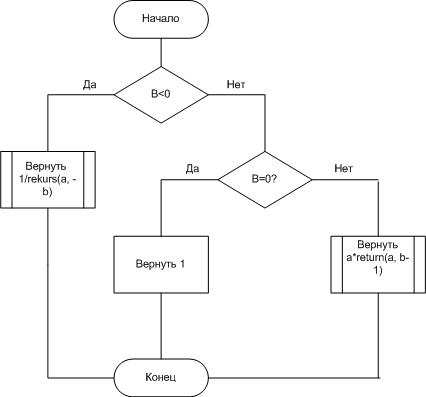 Начало
B<0
Да
Нет
Вернуть
1/rekurs(a, -
b)
B=0?
Да
Нет
Вернуть 1
Вернуть
a*return(a, b-
1)
Конец